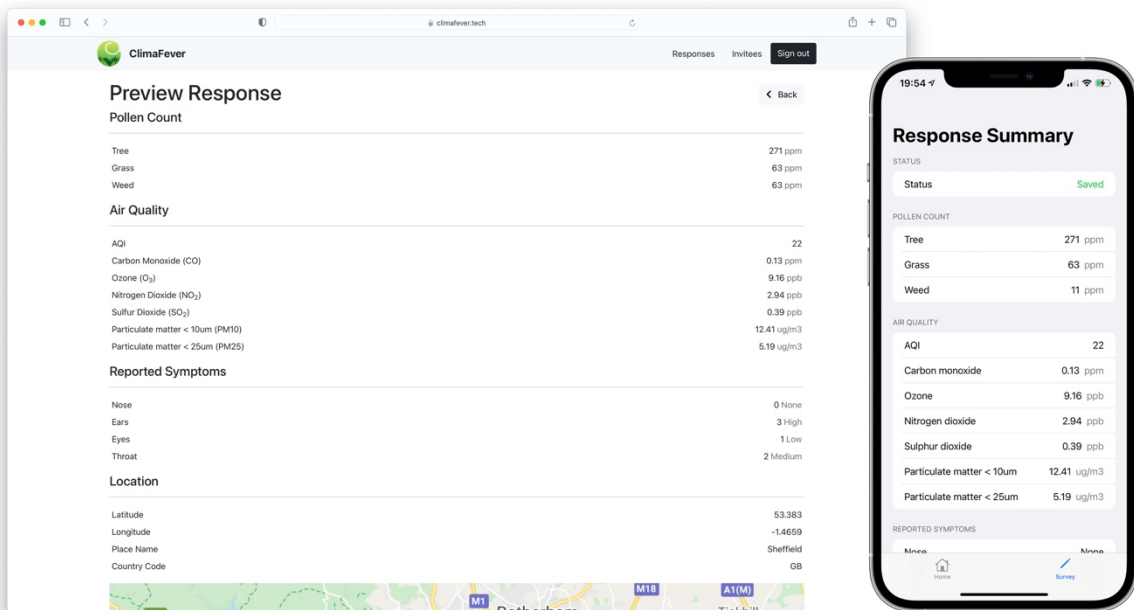 climafever.tech
ClimaFever
Responses Invitees Sign out
Preview Response
Back
Pollen Count
Tree 271 ppm
Grass 63 ppm
Weed 63 ppm
Air Quality
AQI 22
Carbon Monoxide (CO) 0.13 ppm
Ozone (O₃) 9.16 ppb
Nitrogen Dioxide (NO₂) 2.94 ppb
Sulfur Dioxide (SO₂) 0.39 ppb
Particulate matter < 10um (PM10) 12.41 ug/m3
Particulate matter < 25um (PM25) 5.19 ug/m3
Reported Symptoms
Nose 0 None
Ears 3 High
Eyes 1 Low
Throat 2 Medium
Location
Latitude 53.383
Longitude -1.4659
Place Name Sheffield
Country Code GB
M18 A1(M)
M1
19:54
Response Summary
STATUS
Status Saved
POLLEN COUNT
Tree 271 ppm
Grass 63 ppm
Weed 11 ppm
AIR QUALITY
AQI 22
Carbon monoxide 0.13 ppm
Ozone 9.16 ppb
Nitrogen dioxide 2.94 ppb
Sulphur dioxide 0.39 ppb
Particulate matter < 10um 12.41 ug/m3
Particulate matter < 25um 5.19 ug/m3
REPORTED SYMPTOMS
Nose None
Home Survey